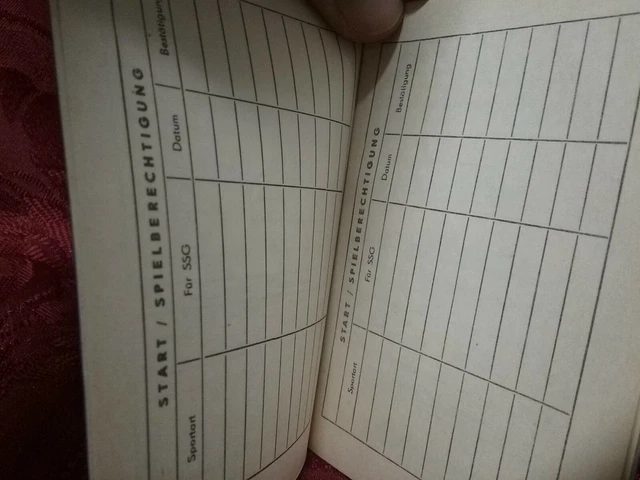 START / SPIELBERECHTIGUNG
Sportart Für SSG Datum Bestätigung
START / SPIELBERECHTIGUNG
Sportart Für SSG Datum Bestätigung